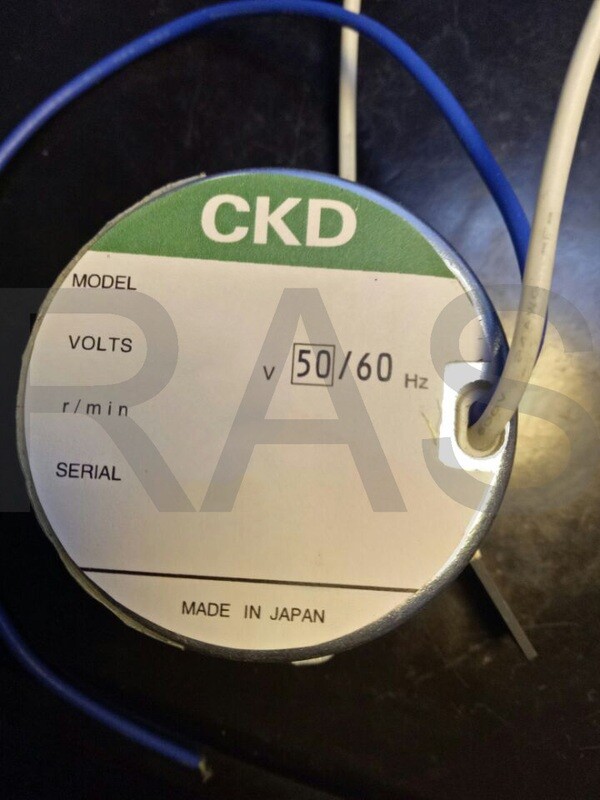 CKD
MODEL
VOLTS V 50/60 Hz
r/min
SERIAL
MADE IN JAPAN
RAS